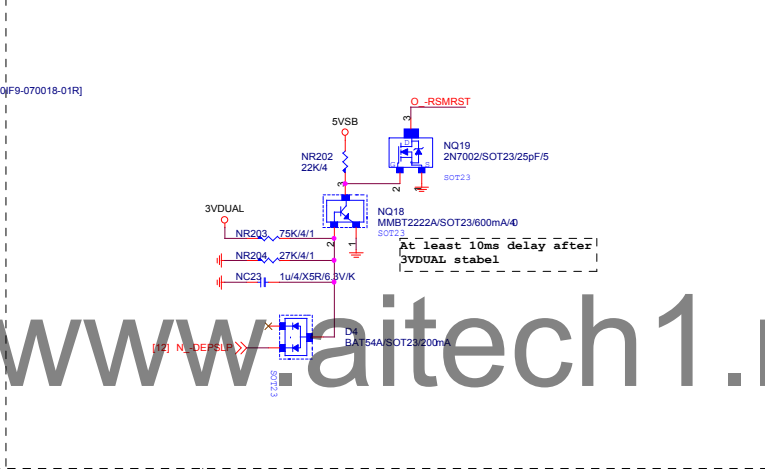 0IF9-070018-01R]
O_-RSMRST
3
5VSB
NQ19
2N7002/SOT23/25pF/5
NR202
22K/4
D
G
S
SOT23
2
3
3VDUAL
NQ18
MMBT2222A/SOT23/600mA/40
SOT23
NR203
75K/4/1
2
1
At least 10ms delay after
3VDUAL stabel
NR204
27K/4/1
NC23
1u/4/X5R/6.3V/K
D4
BAT54A/SOT23/200mA
[12]
N_-DEPSLP
SOT23
www.aitech1.